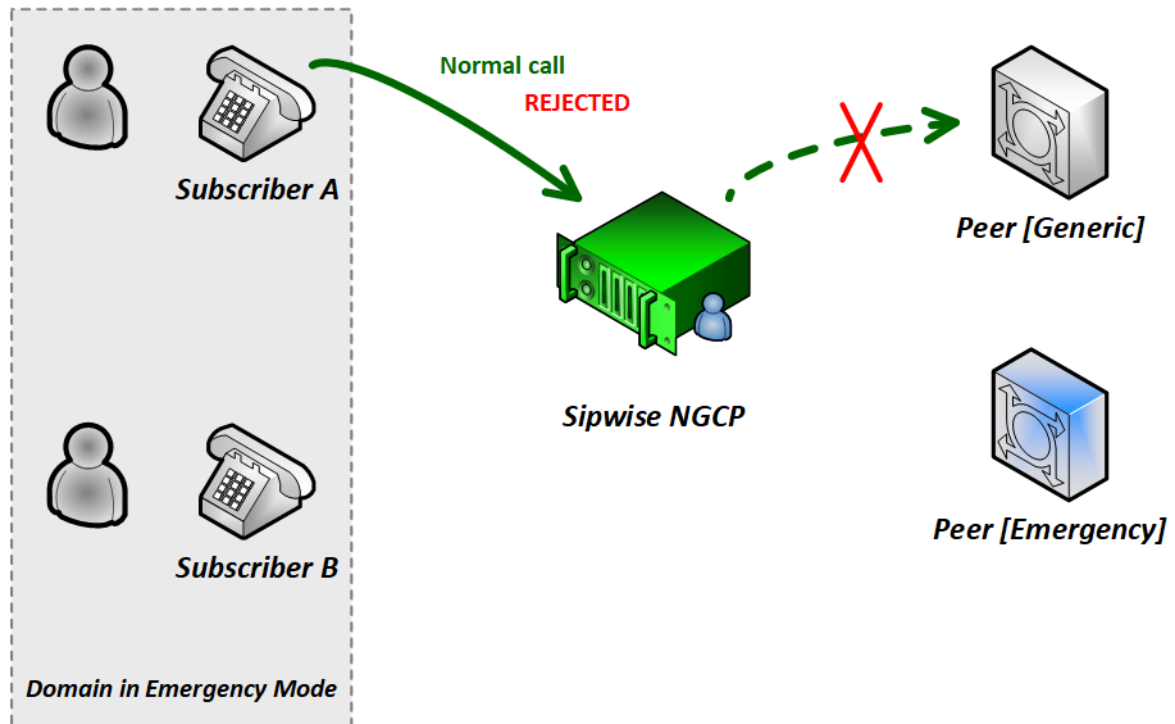 Normal call
REJECTED
Subscriber A
Peer [Generic]
Sipwise NGCP
Peer [Emergency]
Subscriber B
Domain in Emergency Mode